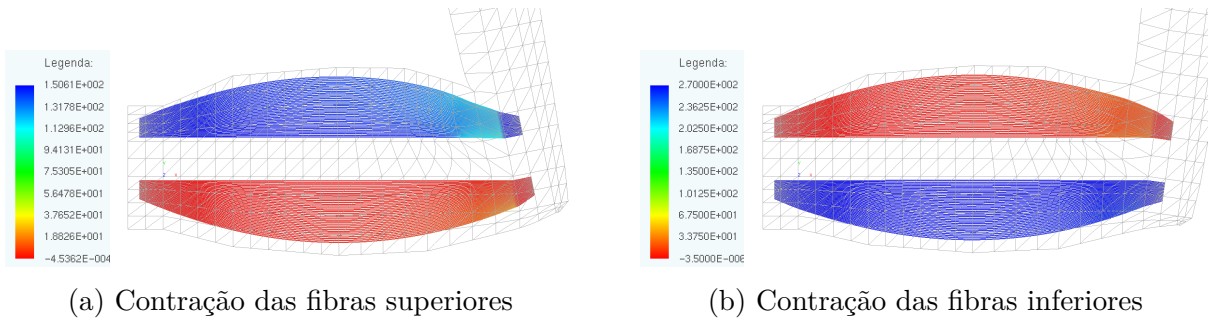 Legenda:
1.5061E+002
1.3178E+002
1.1296E+002
9.4131E+001
7.5305E+001
5.6478E+001
3.7652E+001
1.8826E+001
-4.5362E-004
(a) Contração das fibras superiores
Legenda:
2.7000E+002
2.3625E+002
2.0250E+002
1.6875E+002
1.3500E+002
1.0125E+002
6.7500E+001
3.3750E+001
-3.5000E-006
(b) Contração das fibras inferiores